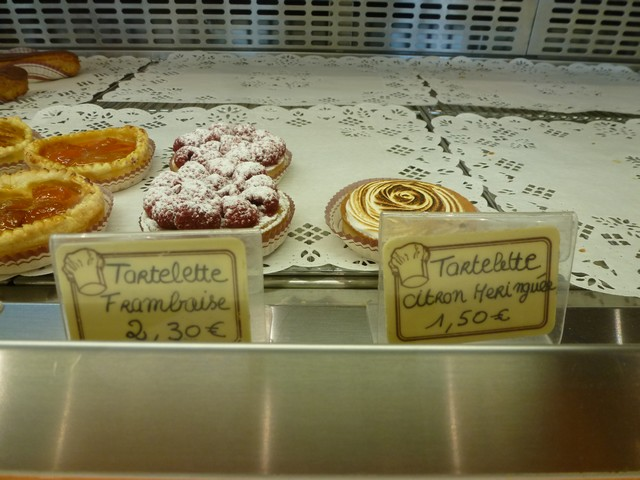 Tartelette
Framboise
2,30€
Tartelette
Citron Meringuée
1,50€